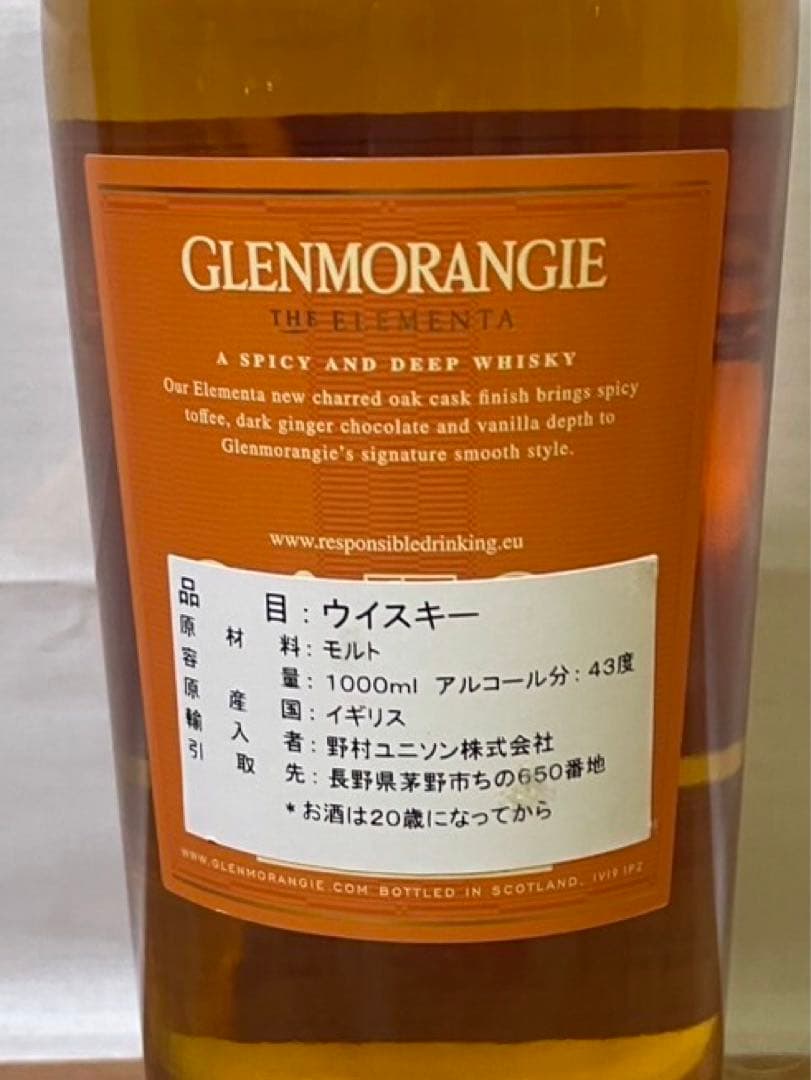 GLENMORANGIE
THE ELEMENTA
A SPICY AND DEEP WHISKY
Our Elementa new charred oak cask finish brings spicy
toffee, dark ginger chocolate and vanilla depth to
Glenmorangie's signature smooth style.
www.responsibledrinking.eu
品目：ウイスキー
原材料：モルト
容量：1000ml アルコール分：43度
原産国：イギリス
輸入者：野村ユニソン株式会社
引取先：長野県茅野市ちの650番地
*お酒は20歳になってから
WWW.GLENMORANGIE.COM BOTTLED IN SCOTLAND, IV19 1PZ